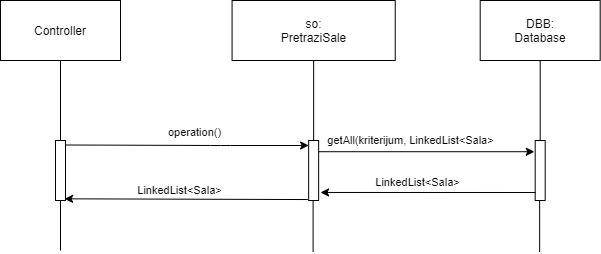 Controller
so:
PretraziSale
DBB:
Database
operation()
getAll(kriterijum, LinkedList<Sala>
LinkedList<Sala>
LinkedList<Sala>